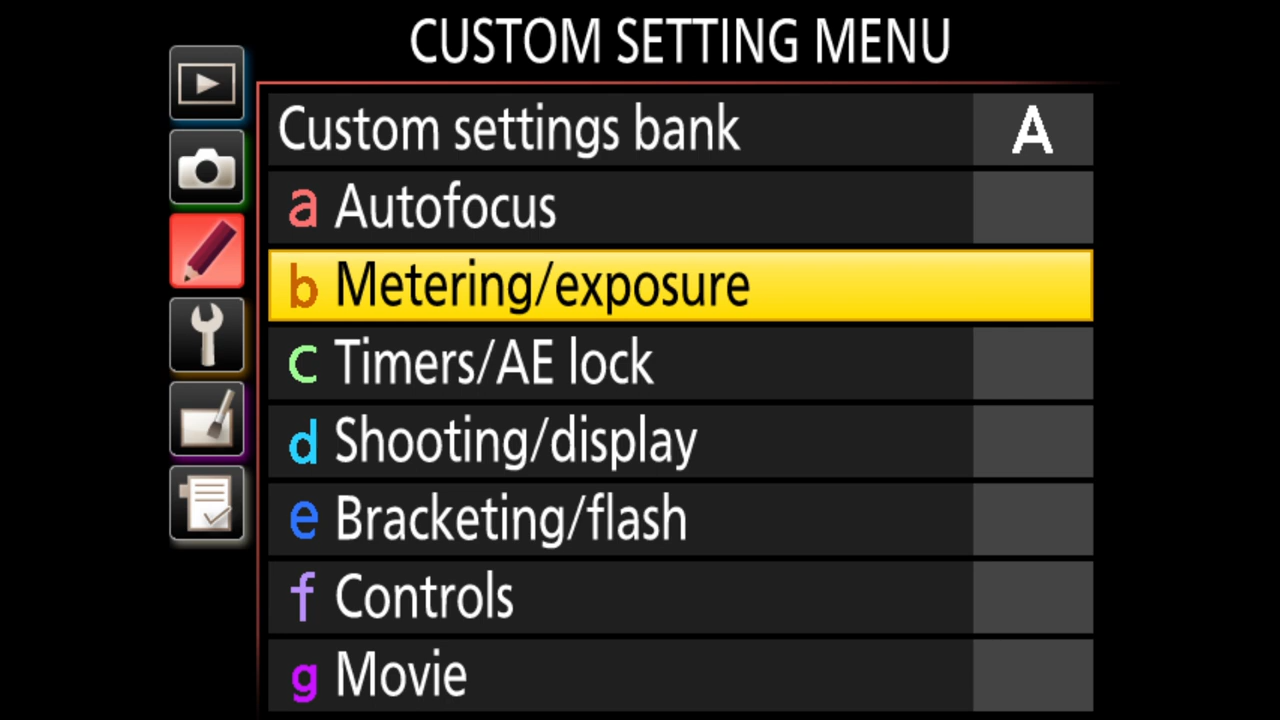 CUSTOM SETTING MENU
Custom settings bank A
a Autofocus
b Metering/exposure
c Timers/AE lock
d Shooting/display
e Bracketing/flash
f Controls
g Movie